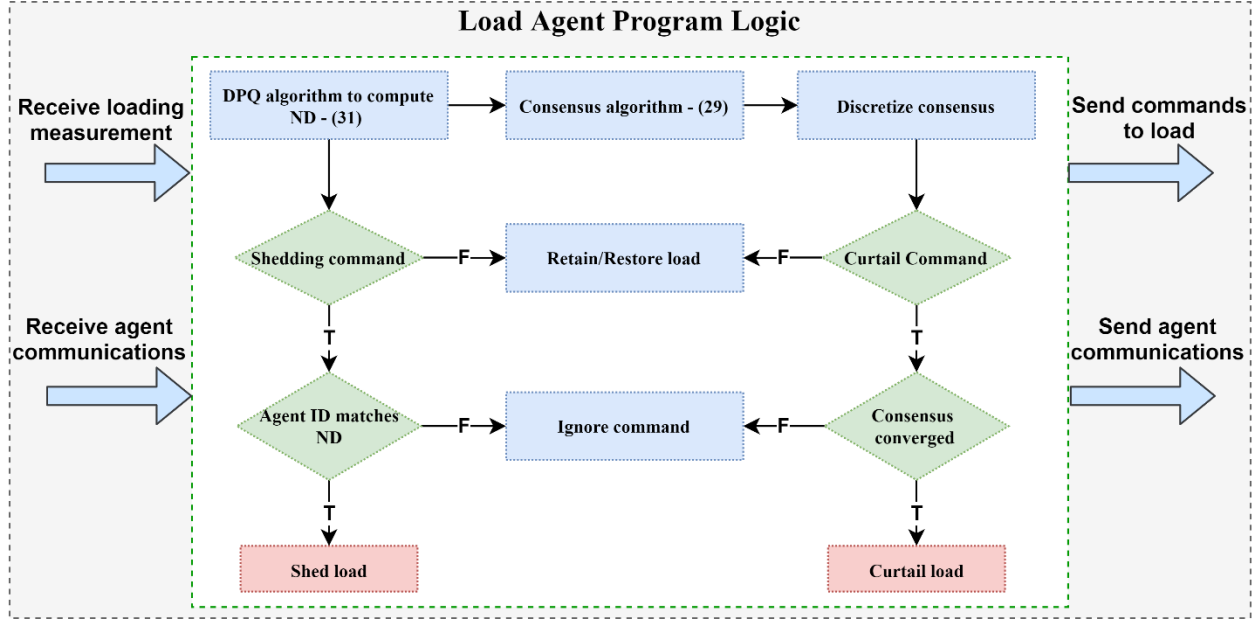 Load Agent Program Logic
Receive loading
measurement
DPQ algorithm to compute
ND - (31)
Consensus algorithm - (29)
Discretize consensus
Send commands
to load
Shedding command
F
Retain/Restore load
F
Curtail Command
T
T
Receive agent
communications
Send agent
communications
Agent ID matches
ND
F
Ignore command
F
Consensus
converged
T
T
Shed load
Curtail load